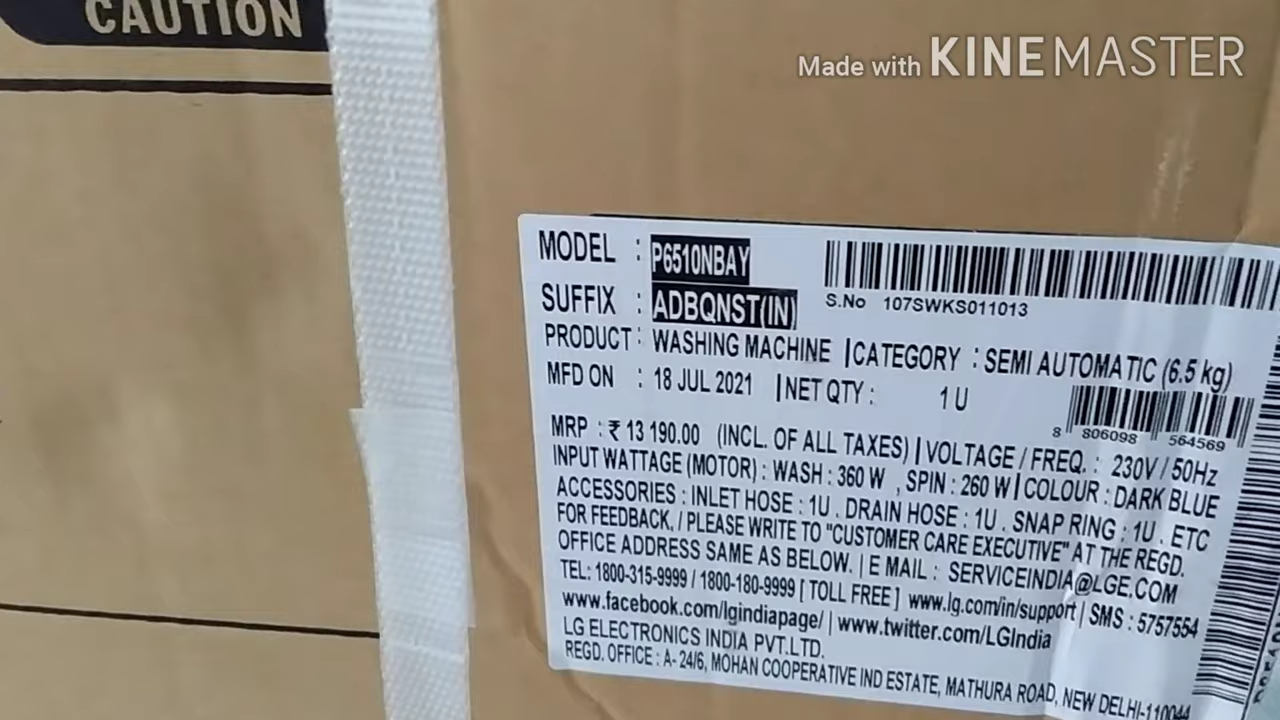 CAUTION
Made with KINEMASTER
MODEL : P6510NBAY
SUFFIX : ADBQNST(IN)
S.No 107SWKS011013
PRODUCT : WASHING MACHINE | CATEGORY : SEMI AUTOMATIC (6.5 kg)
MFD ON : 18 JUL 2021 | NET QTY : 1 U
8 806098 564569
MRP : ₹ 13 190.00 (INCL. OF ALL TAXES) | VOLTAGE / FREQ. : 230V / 50Hz
INPUT WATTAGE (MOTOR) : WASH : 360 W , SPIN : 260 W | COLOUR : DARK BLUE
ACCESSORIES : INLET HOSE : 1U . DRAIN HOSE : 1U . SNAP RING : 1U . ETC
FOR FEEDBACK, / PLEASE WRITE TO "CUSTOMER CARE EXECUTIVE" AT THE REGD.
OFFICE ADDRESS SAME AS BELOW. | E MAIL : SERVICEINDIA@LGE.COM
TEL: 1800-315-9999 / 1800-180-9999 [ TOLL FREE ] www.lg.com/in/support | SMS : 5757554
www.facebook.com/lgindiapage/ | www.twitter.com/LGIndia
LG ELECTRONICS INDIA PVT.LTD.
REGD. OFFICE : A- 24/6, MOHAN COOPERATIVE IND ESTATE, MATHURA ROAD, NEW DELHI-110044